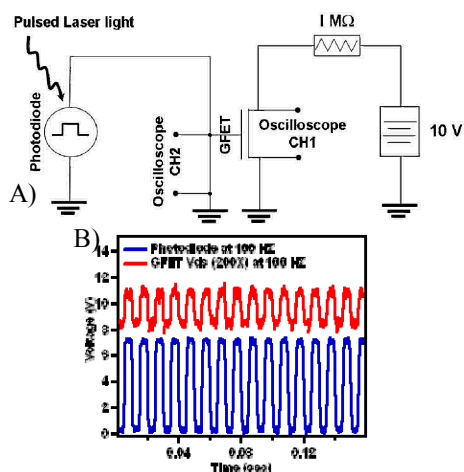 Pulsed Laser light
1 MΩ
Photodiode
Oscilloscope
CH2
GFET
Oscilloscope
CH1
10 V
A)
B)
Photodiode at 100 HZ
GFET Vds (200X) at 100 HZ
Voltage (V)
14
12
10
8
6
4
2
0
0.04
0.08
0.12
Time (sec)